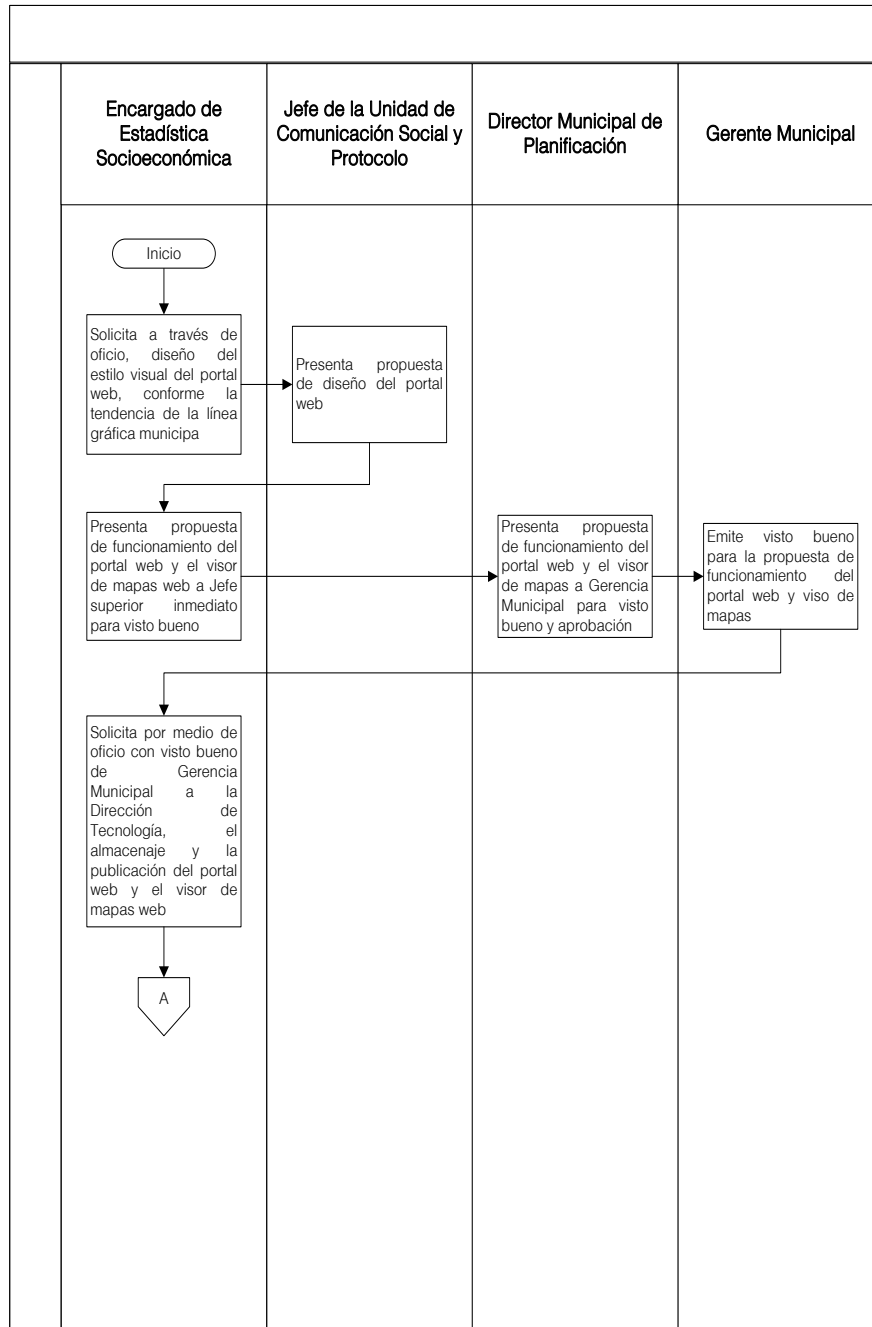 Encargado de
Estadística
Socioeconómica
Jefe de la Unidad de
Comunicación Social y
Protocolo
Director Municipal de
Planificación
Gerente Municipal
Inicio
Solicita a través de
oficio, diseño del
estilo visual del portal
web, conforme la
tendencia de la línea
gráfica municipa
Presenta propuesta
de diseño del portal
web
Presenta propuesta
de funcionamiento del
portal web y el visor
de mapas web a Jefe
superior inmediato
para visto bueno
Presenta propuesta
de funcionamiento del
portal web y el visor
de mapas a Gerencia
Municipal para visto
bueno y aprobación
Emite visto bueno
para la propuesta de
funcionamiento del
portal web y viso de
mapas
Solicita por medio de
oficio con visto bueno
de Gerencia
Municipal a la
Dirección de
Tecnología, el
almacenaje y la
publicación del portal
web y el visor de
mapas web
A